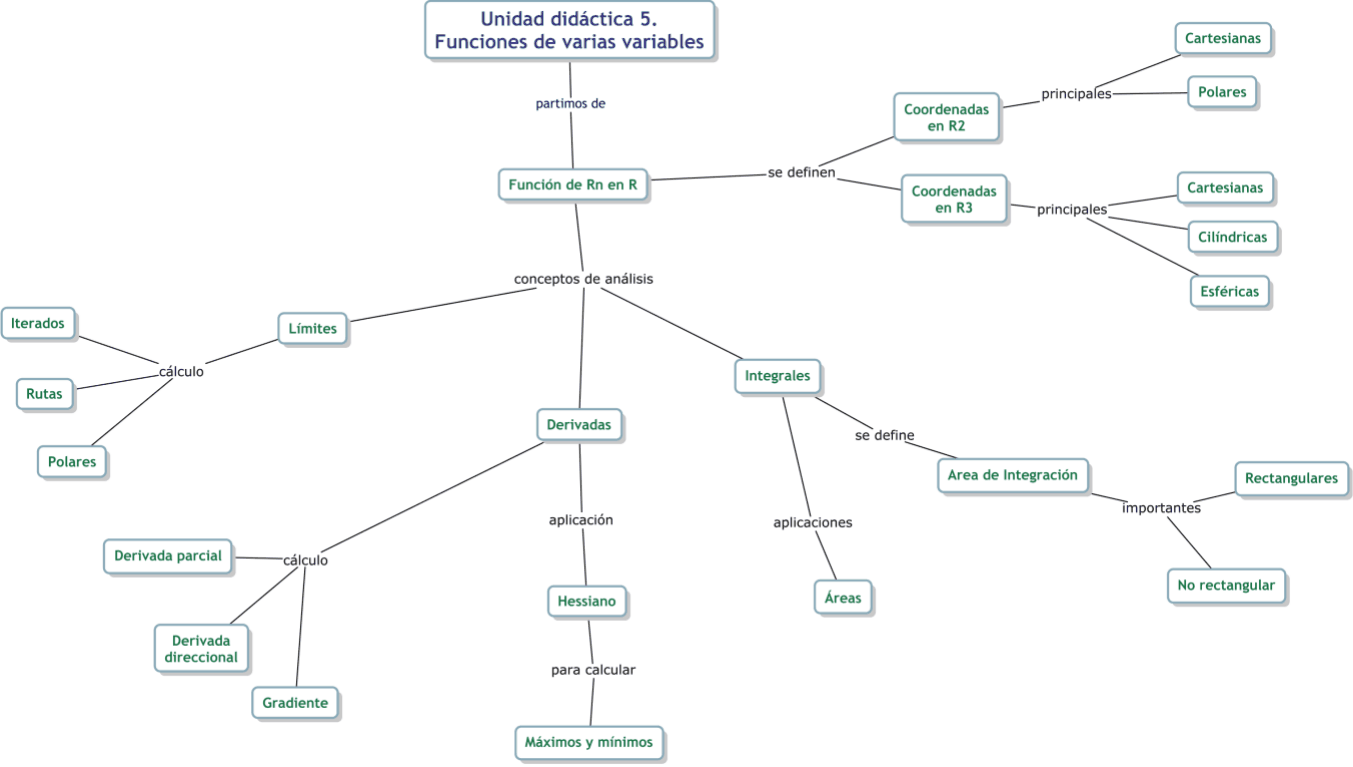 Unidad didáctica 5.
Funciones de varias variables
partimos de
Función de Rn en R
se definen
Coordenadas
en R2
principales
Cartesianas
Polares
Coordenadas
en R3
principales
Cartesianas
Cilíndricas
Esféricas
conceptos de análisis
Límites
cálculo
Iterados
Rutas
Polares
Derivadas
cálculo
Derivada parcial
Derivada
direccional
Gradiente
aplicación
Hessiano
para calcular
Máximos y mínimos
Integrales
aplicaciones
Áreas
se define
Area de Integración
importantes
Rectangulares
No rectangular